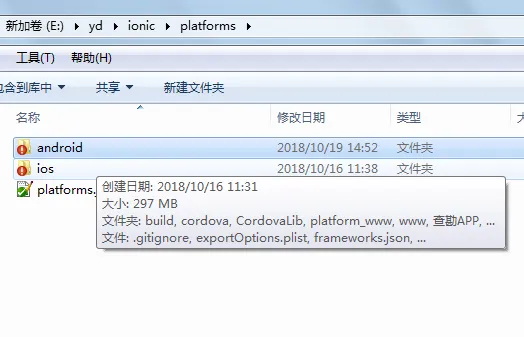 新加卷 (E:) ▸ yd ▸ ionic ▸ platforms ▸
工具(T) 帮助(H)
包含到库中 ▾ 共享 ▾ 新建文件夹
名称 修改日期 类型
android 2018/10/19 14:52 文件夹
ios 2018/10/16 11:38 文件夹
platforms.
创建日期: 2018/10/16 11:31
大小: 297 MB
文件夹: build, cordova, CordovaLib, platform_www, www, 查勘APP, ...
文件: .gitignore, exportOptions.plist, frameworks.json, ...